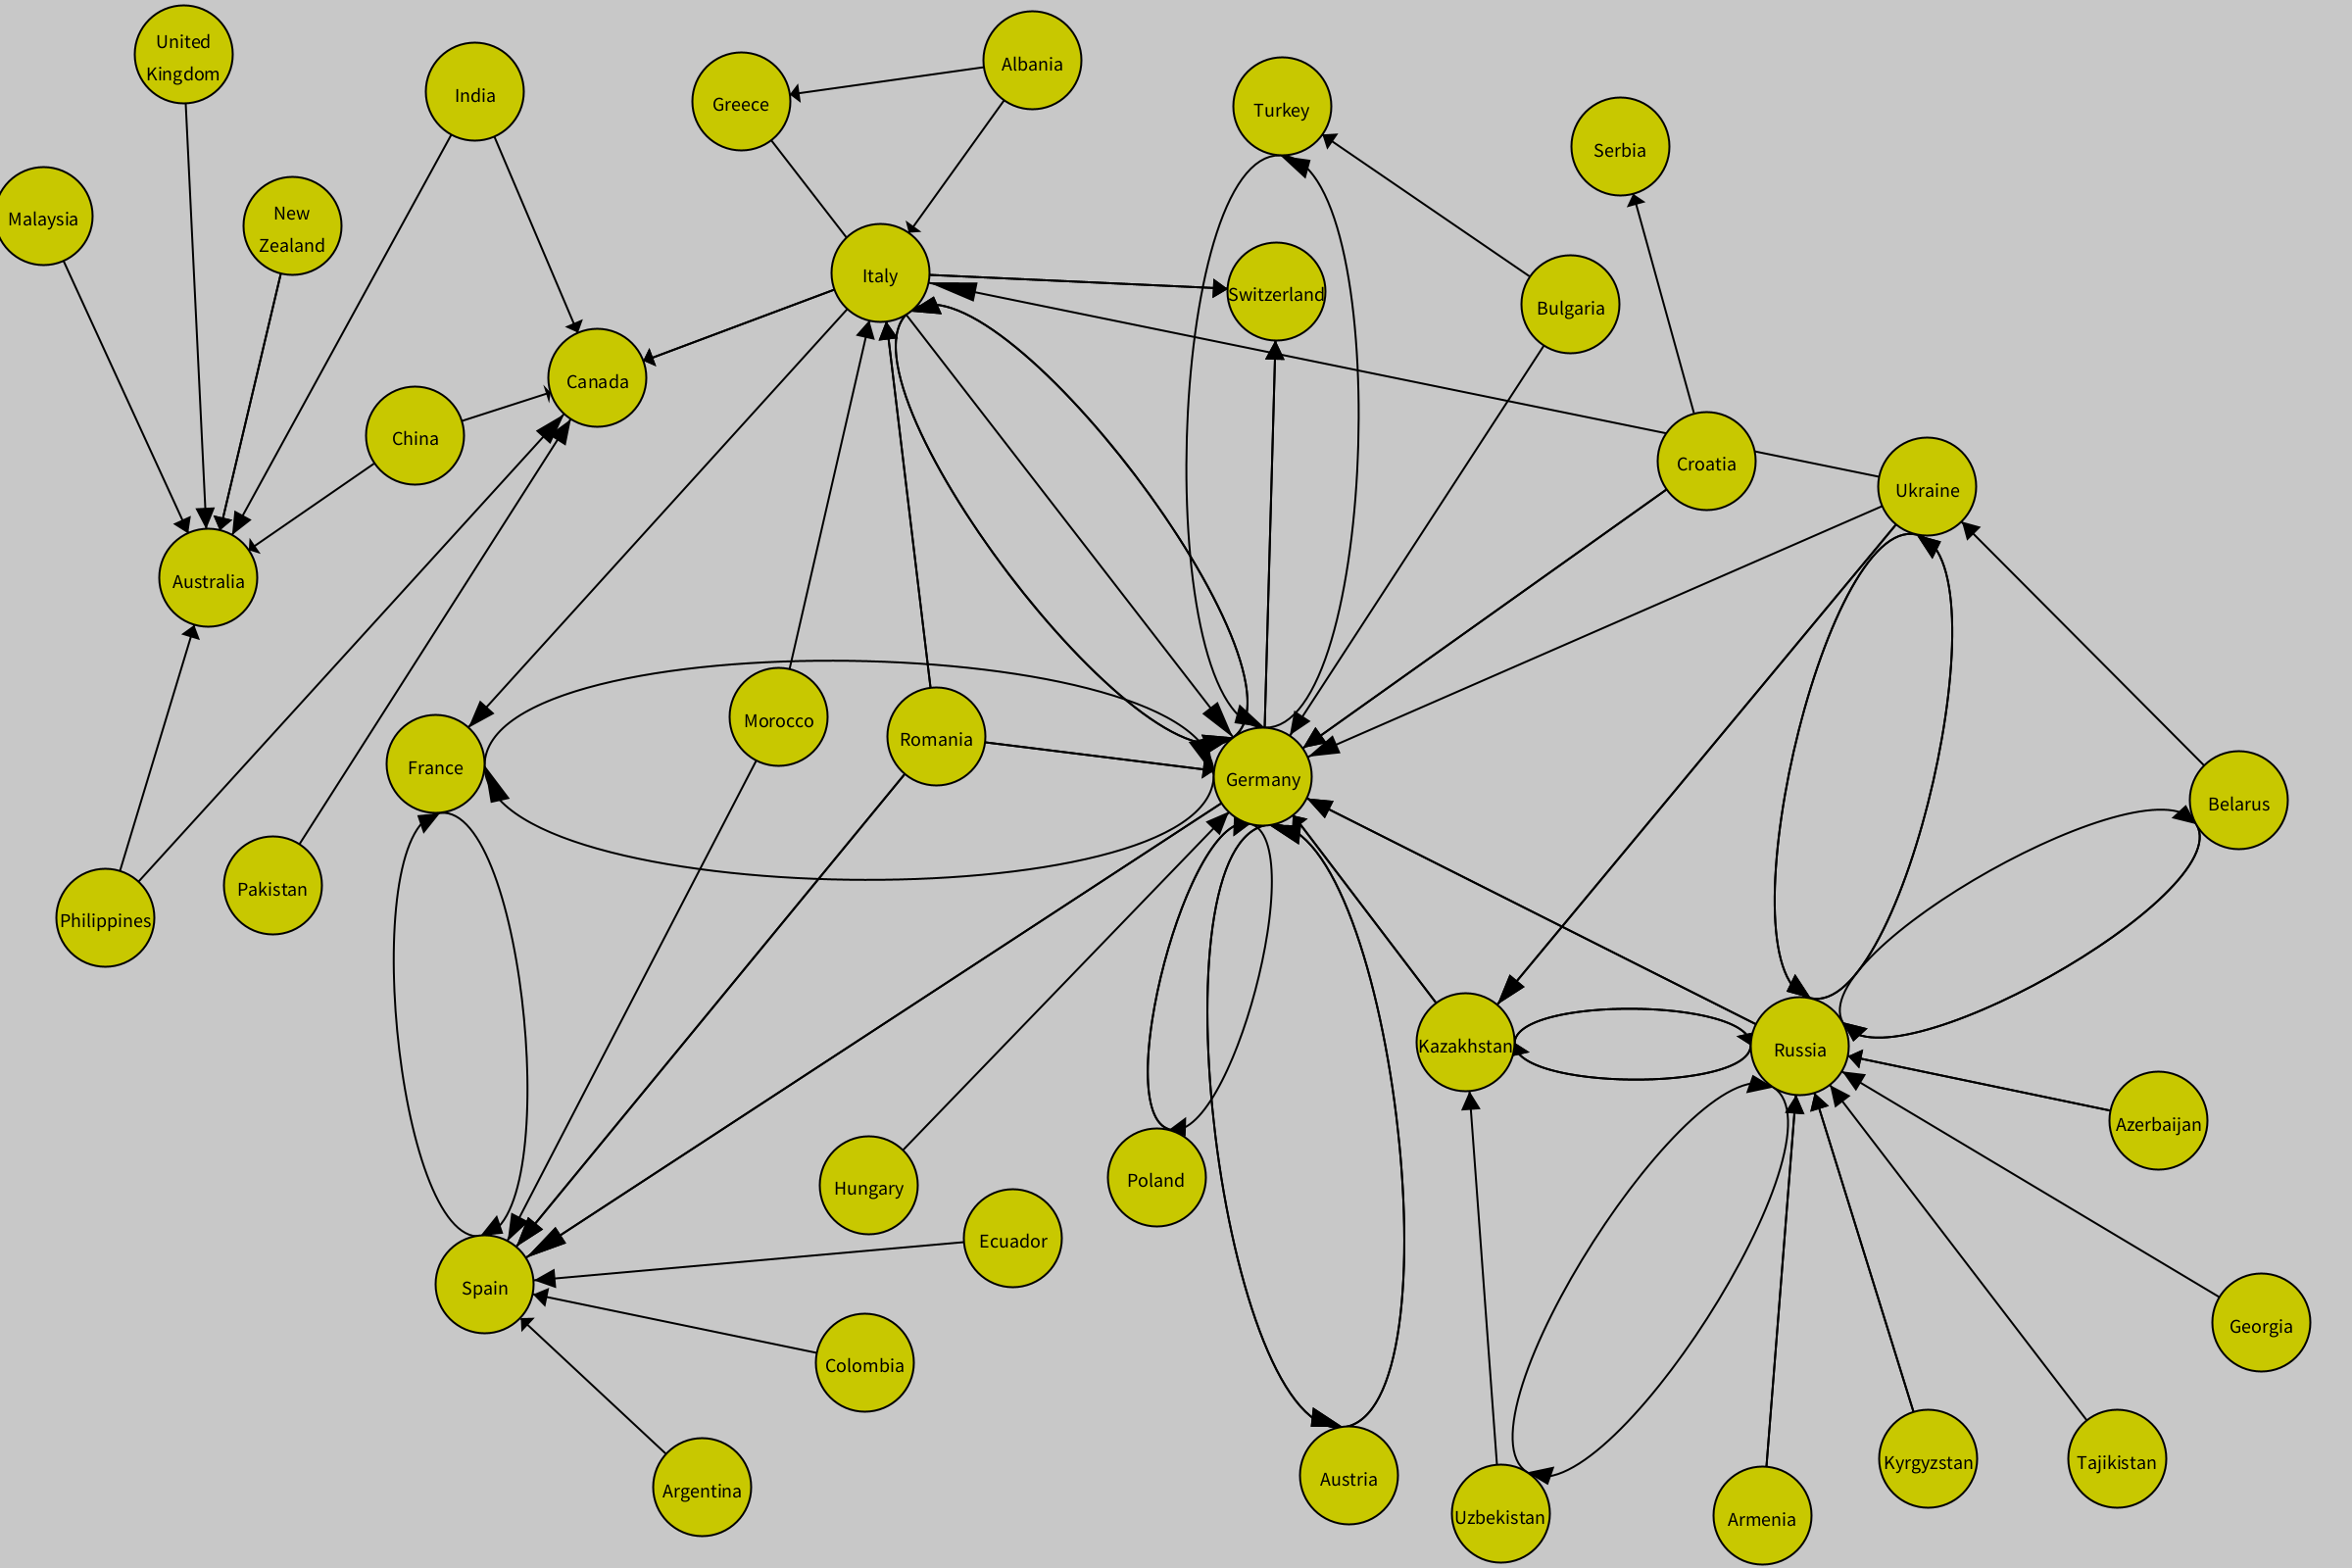 United
Kingdom
India
Greece
Albania
Turkey
Serbia
Malaysia
New
Zealand
Italy
Switzerland
Bulgaria
Canada
China
Croatia
Ukraine
Australia
France
Morocco
Romania
Germany
Belarus
Philippines
Pakistan
Kazakhstan
Russia
Azerbaijan
Hungary
Poland
Ecuador
Spain
Colombia
Georgia
Argentina
Austria
Uzbekistan
Armenia
Kyrgyzstan
Tajikistan